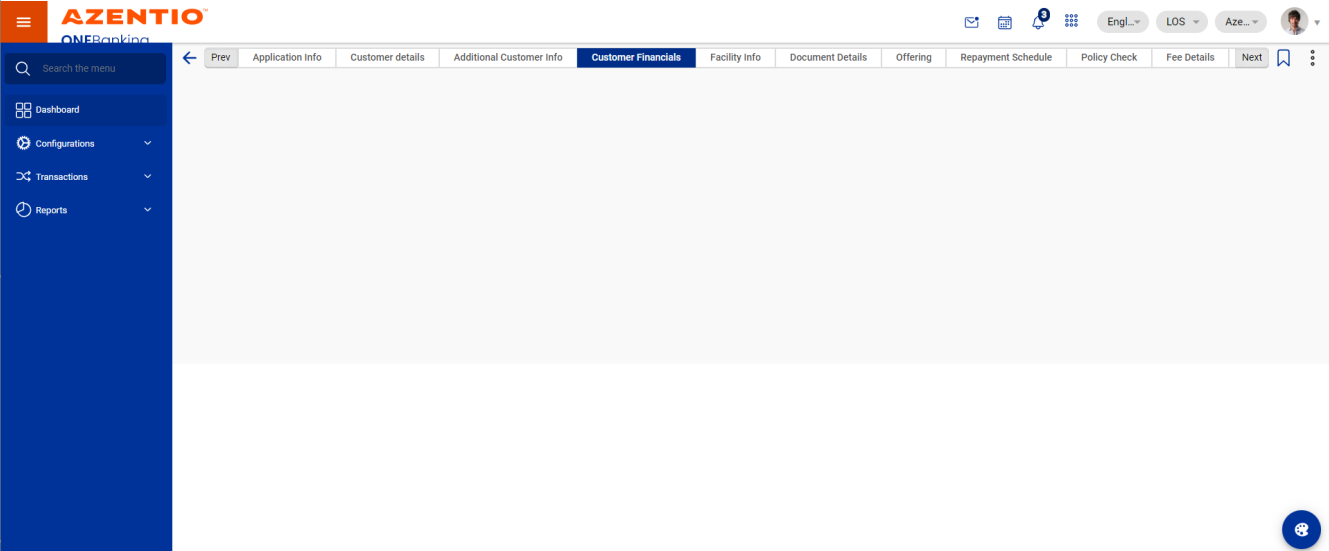 AZENTIO™
ONEBanking
3
Engl...
LOS
Aze...
Search the menu
Dashboard
Configurations
Transactions
Reports
Prev
Application Info
Customer details
Additional Customer Info
Customer Financials
Facility Info
Document Details
Offering
Repayment Schedule
Policy Check
Fee Details
Next